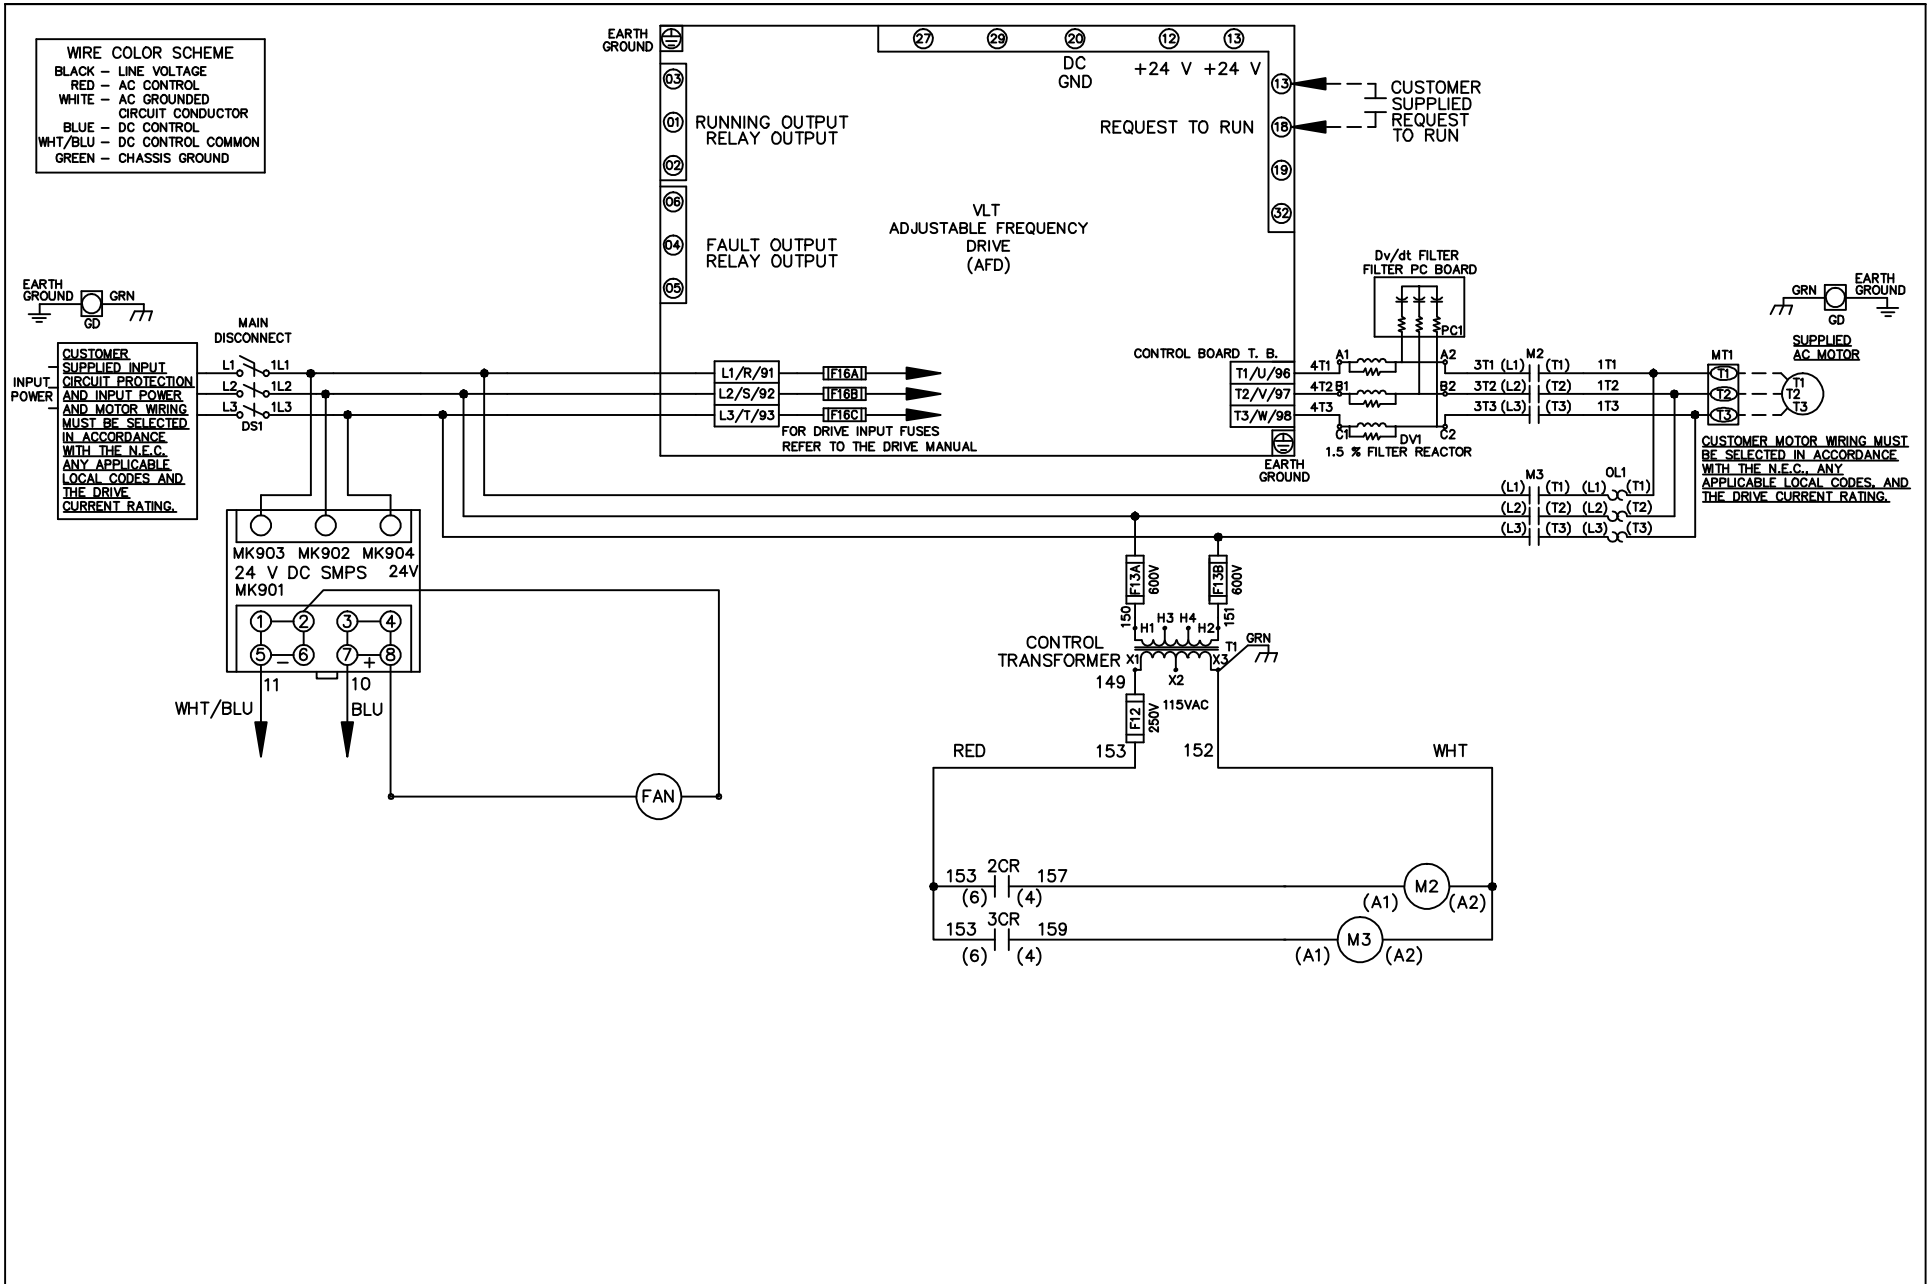 WIRE COLOR SCHEME
BLACK – LINE VOLTAGE
RED – AC CONTROL
WHITE – AC GROUNDED
CIRCUIT CONDUCTOR
BLUE – DC CONTROL
WHT/BLU – DC CONTROL COMMON
GREEN – CHASSIS GROUND
EARTH
GROUND
27 29 20 12 13
DC
GND
+24 V +24 V
03
01
02
RUNNING OUTPUT
RELAY OUTPUT
06
04
05
FAULT OUTPUT
RELAY OUTPUT
VLT
ADJUSTABLE FREQUENCY
DRIVE
(AFD)
REQUEST TO RUN
13
18
19
32
CUSTOMER
SUPPLIED
REQUEST
TO RUN
EARTH
GROUND
GRN
GD
INPUT
POWER
CUSTOMER
SUPPLIED INPUT
CIRCUIT PROTECTION
AND INPUT POWER
AND MOTOR WIRING
MUST BE SELECTED
IN ACCORDANCE
WITH THE N.E.C.
ANY APPLICABLE
LOCAL CODES AND
THE DRIVE
CURRENT RATING.
MAIN
DISCONNECT
L1 1L1
L2 1L2
L3 1L3
DS1
L1/R/91 F16A
L2/S/92 F16B
L3/T/93 F16C
FOR DRIVE INPUT FUSES
REFER TO THE DRIVE MANUAL
CONTROL BOARD T. B.
T1/U/96
T2/V/97
T3/W/98
EARTH
GROUND
Dv/dt FILTER
FILTER PC BOARD
PC1
4T1 A1 A2
4T2 B1 B2
4T3 C1 C2
DV1
1.5 % FILTER REACTOR
M2
3T1 (L1) (T1) 1T1
3T2 (L2) (T2) 1T2
3T3 (L3) (T3) 1T3
MT1
T1
T2
T3
GRN
GD
EARTH
GROUND
SUPPLIED
AC MOTOR
T1
T2
T3
CUSTOMER MOTOR WIRING MUST
BE SELECTED IN ACCORDANCE
WITH THE N.E.C., ANY
APPLICABLE LOCAL CODES, AND
THE DRIVE CURRENT RATING.
M3 OL1
(L1) (T1) (L1) (T1)
(L2) (T2) (L2) (T2)
(L3) (T3) (L3) (T3)
MK903 MK902 MK904
24 V DC SMPS 24V
MK901
1 2 3 4
5 – 6 7 + 8
11 10
WHT/BLU BLU
FAN
F13A
600V
F13B
600V
150 151
H1 H3 H4 H2
CONTROL
TRANSFORMER
T1
GRN
X1 X2 X3
149
F12
250V
115VAC
RED 153 152 WHT
153 2CR 157
(6) (4)
M2
(A1) (A2)
153 3CR 159
(6) (4)
M3
(A1) (A2)